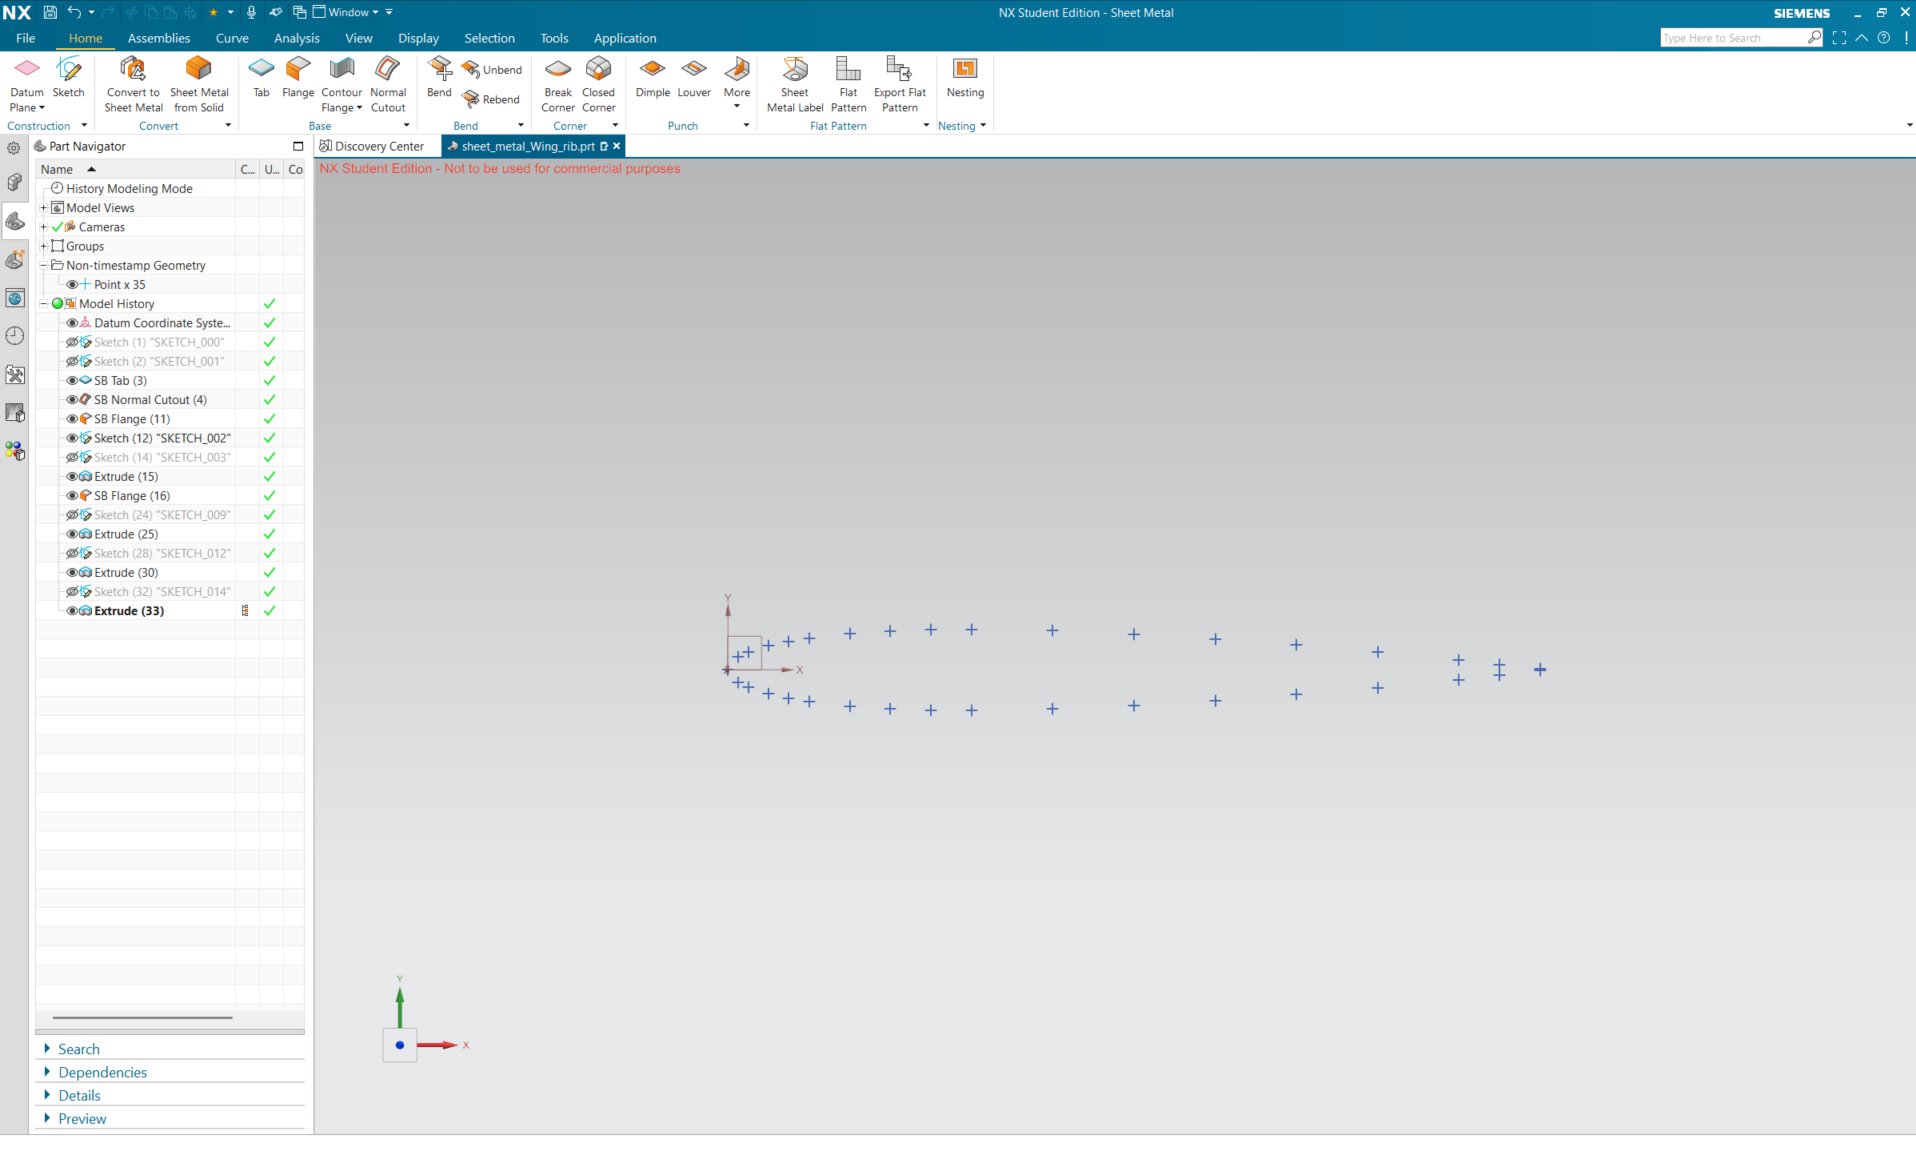 NX Window NX Student Edition - Sheet Metal SIEMENS
File Home Assemblies Curve Analysis View Display Selection Tools Application Type Here to Search
Datum Plane Sketch Convert to Sheet Metal Sheet Metal from Solid Tab Flange Contour Flange Normal Cutout Bend Unbend Rebend Break Corner Closed Corner Dimple Louver More Sheet Metal Label Flat Pattern Export Flat Pattern Nesting
Construction Convert Base Bend Corner Punch Flat Pattern Nesting
Part Navigator Discovery Center sheet_metal_Wing_rib.prt
Name C... U... Co
NX Student Edition - Not to be used for commercial purposes
History Modeling Mode
Model Views
Cameras
Groups
Non-timestamp Geometry
Point x 35
Model History
Datum Coordinate Syste...
Sketch (1) "SKETCH_000"
Sketch (2) "SKETCH_001"
SB Tab (3)
SB Normal Cutout (4)
SB Flange (11)
Sketch (12) "SKETCH_002"
Sketch (14) "SKETCH_003"
Extrude (15)
SB Flange (16)
Sketch (24) "SKETCH_009"
Extrude (25)
Sketch (28) "SKETCH_012"
Extrude (30)
Sketch (32) "SKETCH_014"
Extrude (33)
Y
X
Y
X
Search
Dependencies
Details
Preview